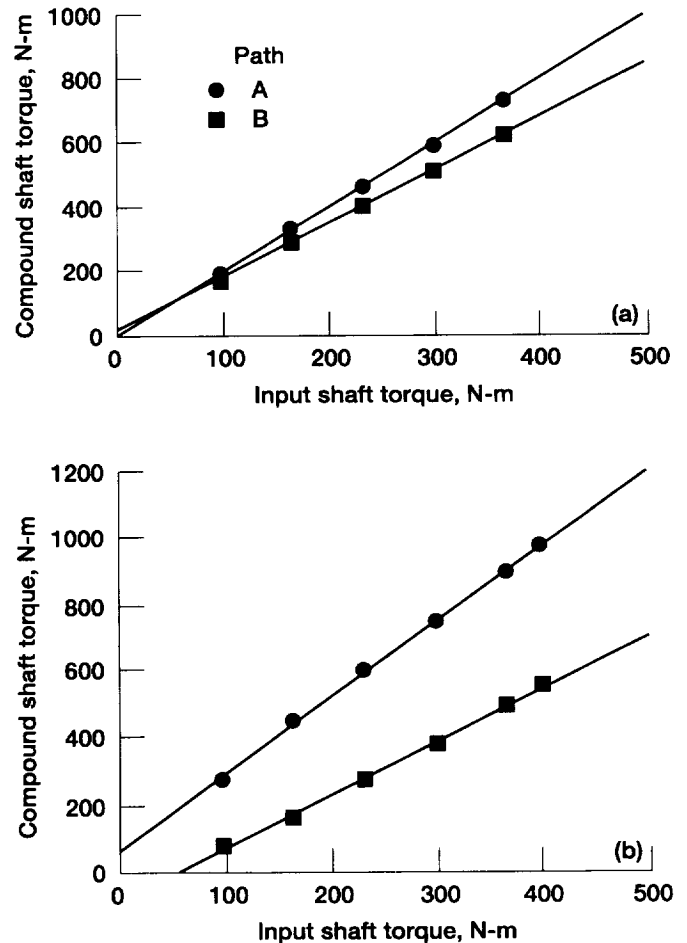 Compound shaft torque, N-m
1000
800
600
400
200
0
Path
A
B
(a)
0 100 200 300 400 500
Input shaft torque, N-m
Compound shaft torque, N-m
1200
1000
800
600
400
200
0
(b)
0 100 200 300 400 500
Input shaft torque, N-m